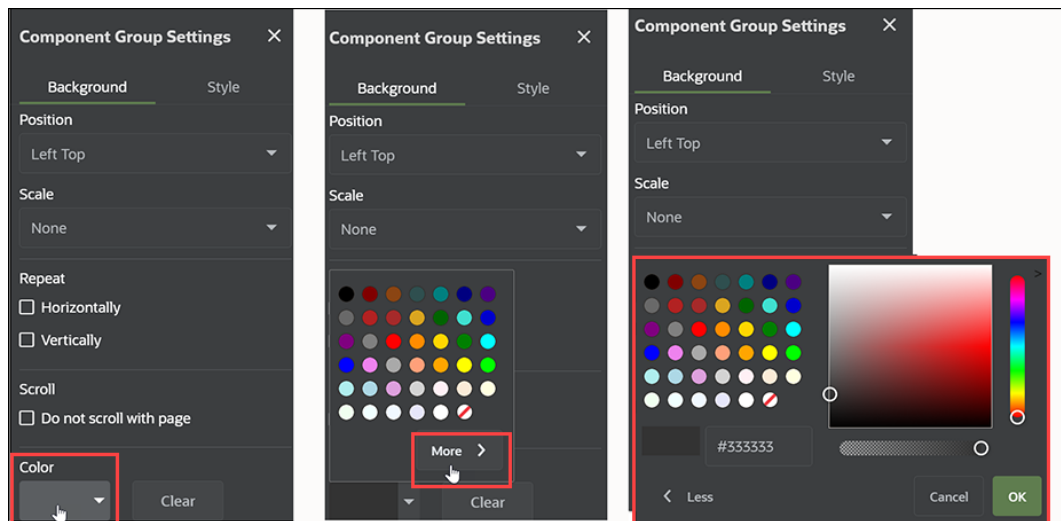 Component Group Settings
Background Style
Position
Left Top
Scale
None
Repeat
Horizontally
Vertically
Scroll
Do not scroll with page
Color
Clear
Component Group Settings
Background Style
Position
Left Top
Scale
None
More
Clear
Component Group Settings
Background Style
Position
Left Top
Scale
None
#333333
Less Cancel OK